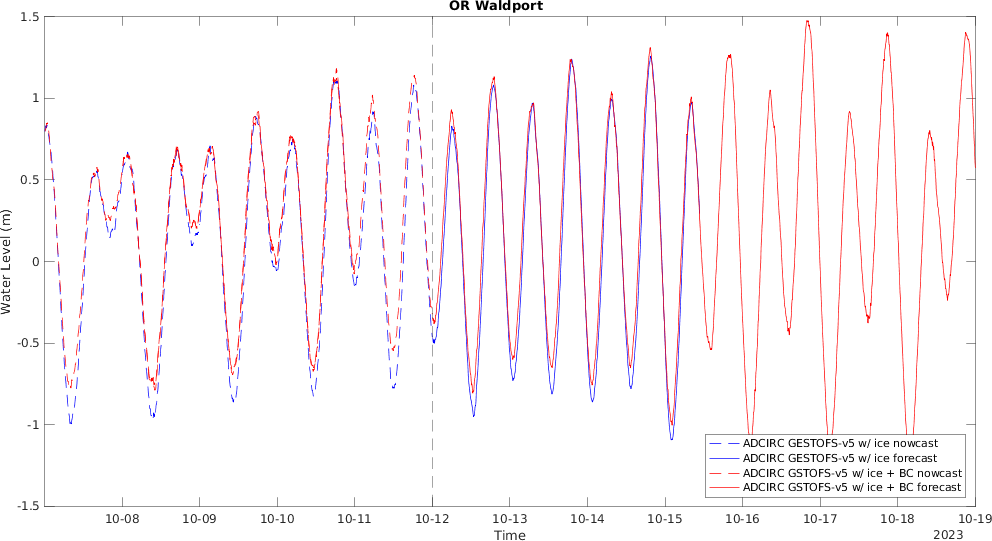 OR Waldport
Water Level (m)
1.5
1
0.5
0
-0.5
-1
-1.5
ADCIRC GESTOFS-v5 w/ ice nowcast
ADCIRC GESTOFS-v5 w/ ice forecast
ADCIRC GSTOFS-v5 w/ ice + BC nowcast
ADCIRC GSTOFS-v5 w/ ice + BC forecast
10-08 10-09 10-10 10-11 10-12 10-13 10-14 10-15 10-16 10-17 10-18 10-19
Time
2023